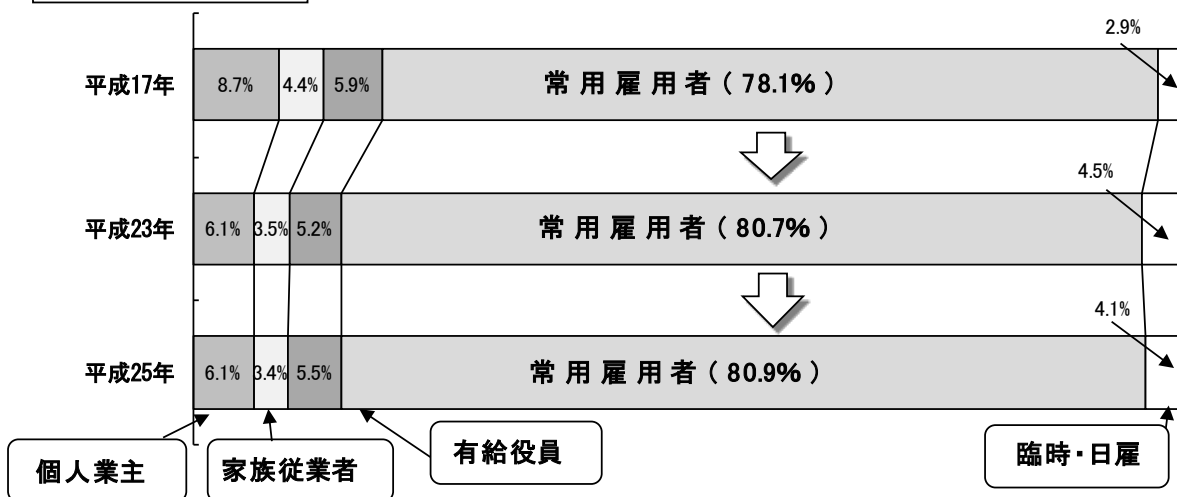 2.9%
平成17年 8.7% 4.4% 5.9% 常用雇用者(78.1%)
4.5%
平成23年 6.1% 3.5% 5.2% 常用雇用者(80.7%)
4.1%
平成25年 6.1% 3.4% 5.5% 常用雇用者(80.9%)
個人業主 家族従業者 有給役員 臨時・日雇